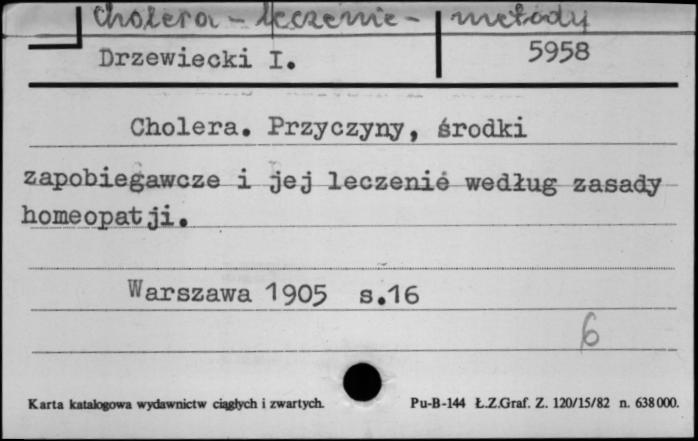 Cholera - leczenie - metody
Drzewiecki I. 5958
Cholera. Przyczyny, środki
zapobiegawcze i jej leczenie według zasady
homeopatji.
Warszawa 1905 s.16
6
Karta katalogowa wydawnictw ciągłych i zwartych. Pu-B-144 Ł.Z.Graf. Z. 120/15/82 n. 638000.